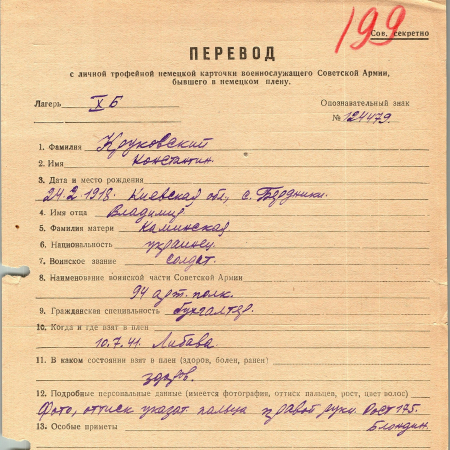 199
Сов. секретно
ПЕРЕВОД
с личной трофейной немецкой карточки военнослужащего Советской Армии,
бывшего в немецком плену.
Лагерь X Б Опознавательный знак
№ 124479.
1. Фамилия Круковский
2. Имя Константин.
3. Дата и место рождения
24.2.1918. Киевская обл., с.
4. Имя отца Владимир
5. Фамилия матери Каминская
6. Национальность украинец.
7. Воинское звание солдат.
8. Наименование воинской части Советской Армии
94 арт. полк.
9. Гражданская специальность бухгалтер.
10. Когда и где взят в плен
10.7.41. Либава
11. В каком состоянии взят в плен (здоров, болен, ранен)
здоров.
12. Подробные персональные данные (имеется фотография, оттиск пальцев, рост, цвет волос)
Фото, оттиск указат. пальца правой руки. Рост 175.
13. Особые приметы Блондин.